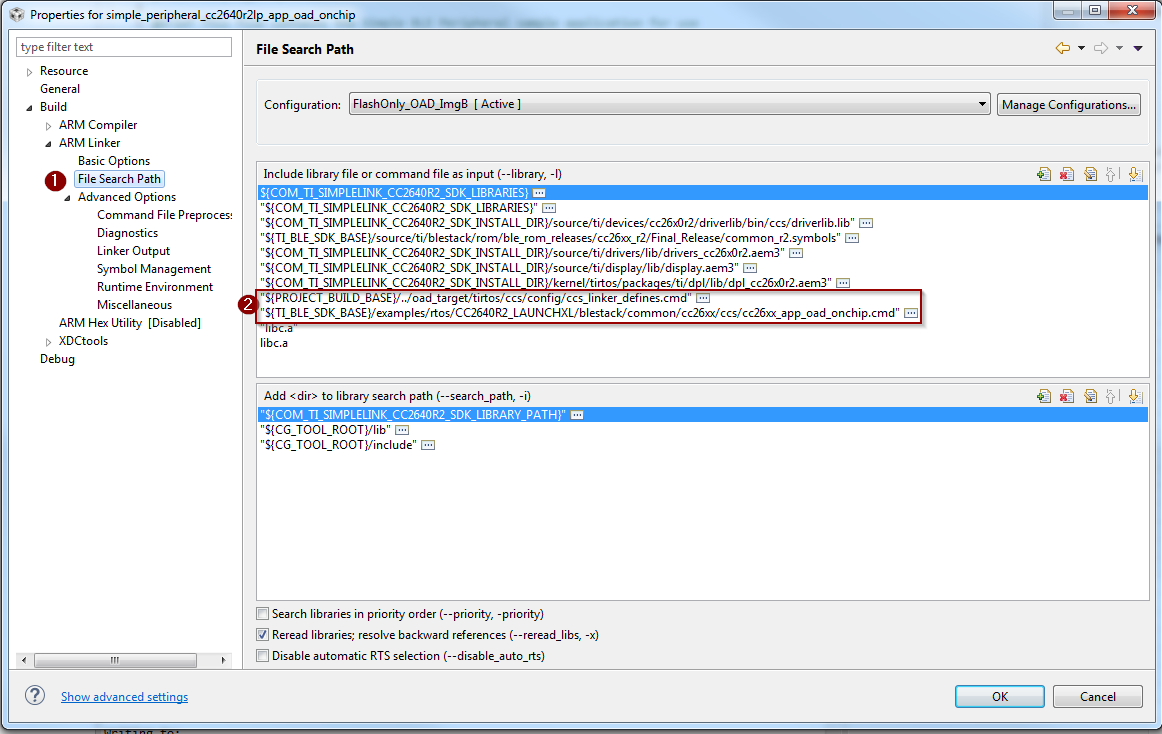 Properties for simple_peripheral_cc2640r2lp_app_oad_onchip
type filter text
Resource
General
Build
ARM Compiler
ARM Linker
Basic Options
1
File Search Path
Advanced Options
Command File Preprocess
Diagnostics
Linker Output
Symbol Management
Runtime Environment
Miscellaneous
ARM Hex Utility [Disabled]
XDCtools
Debug
File Search Path
Configuration: FlashOnly_OAD_ImgB [ Active ] Manage Configurations...
Include library file or command file as input (--library, -l)
${COM_TI_SIMPLELINK_CC2640R2_SDK_LIBRARIES}
"${COM_TI_SIMPLELINK_CC2640R2_SDK_LIBRARIES}"
"${COM_TI_SIMPLELINK_CC2640R2_SDK_INSTALL_DIR}/source/ti/devices/cc26x0r2/driverlib/bin/ccs/driverlib.lib"
"${TI_BLE_SDK_BASE}/source/ti/blestack/rom/ble_rom_releases/cc26xx_r2/Final_Release/common_r2.symbols"
"${COM_TI_SIMPLELINK_CC2640R2_SDK_INSTALL_DIR}/source/ti/drivers/lib/drivers_cc26x0r2.aem3"
"${COM_TI_SIMPLELINK_CC2640R2_SDK_INSTALL_DIR}/source/ti/display/lib/display.aem3"
"${COM_TI_SIMPLELINK_CC2640R2_SDK_INSTALL_DIR}/kernel/tirtos/packages/ti/dpl/lib/dpl_cc26x0r2.aem3"
2
"${PROJECT_BUILD_BASE}/../oad_target/tirtos/ccs/config/ccs_linker_defines.cmd"
"${TI_BLE_SDK_BASE}/examples/rtos/CC2640R2_LAUNCHXL/blestack/common/cc26xx/ccs/cc26xx_app_oad_onchip.cmd"
"libc.a"
libc.a
Add <dir> to library search path (--search_path, -i)
"${COM_TI_SIMPLELINK_CC2640R2_SDK_LIBRARY_PATH}"
"${CG_TOOL_ROOT}/lib"
"${CG_TOOL_ROOT}/include"
Search libraries in priority order (--priority, -priority)
Reread libraries; resolve backward references (--reread_libs, -x)
Disable automatic RTS selection (--disable_auto_rts)
? Show advanced settings
OK
Cancel